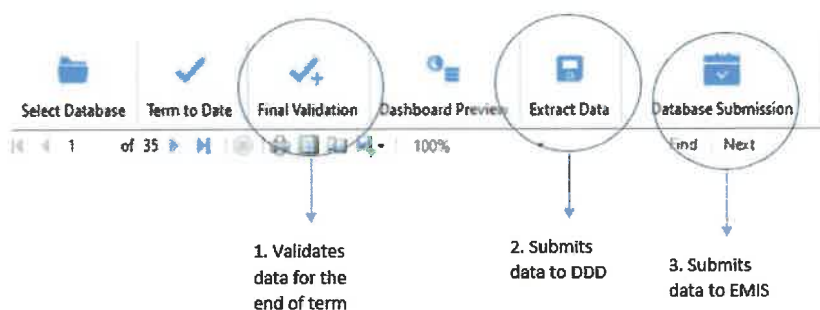 Select Database Term to Date Final Validation Dashboard Preview Extract Data Database Submission
1 of 35 100% Find Next
1. Validates
data for the
end of term
2. Submits
data to DDD
3. Submits
data to EMIS